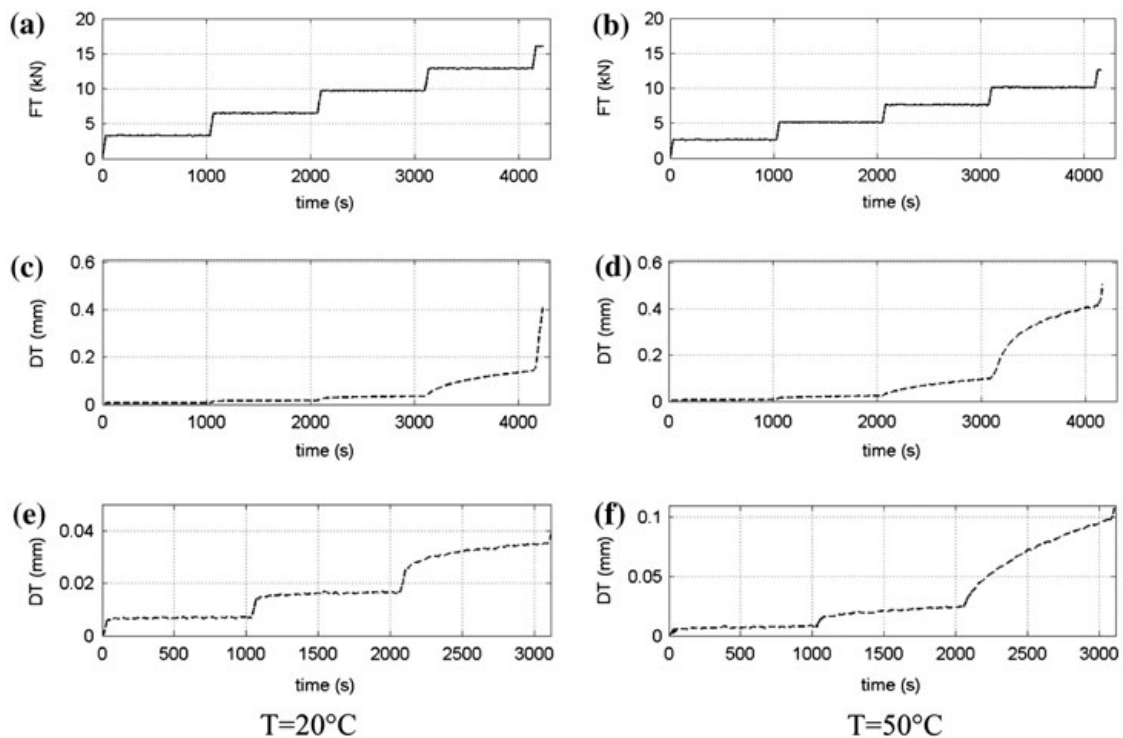 (a)
FT (kN)
20
15
10
5
0
0 1000 2000 3000 4000
time (s)
(b)
FT (kN)
20
15
10
5
0
0 1000 2000 3000 4000
time (s)
(c)
DT (mm)
0.6
0.4
0.2
0
0 1000 2000 3000 4000
time (s)
(d)
DT (mm)
0.6
0.4
0.2
0
0 1000 2000 3000 4000
time (s)
(e)
DT (mm)
0.04
0.02
0
0 500 1000 1500 2000 2500 3000
time (s)
(f)
DT (mm)
0.1
0.05
0
0 500 1000 1500 2000 2500 3000
time (s)
T=20°C
T=50°C